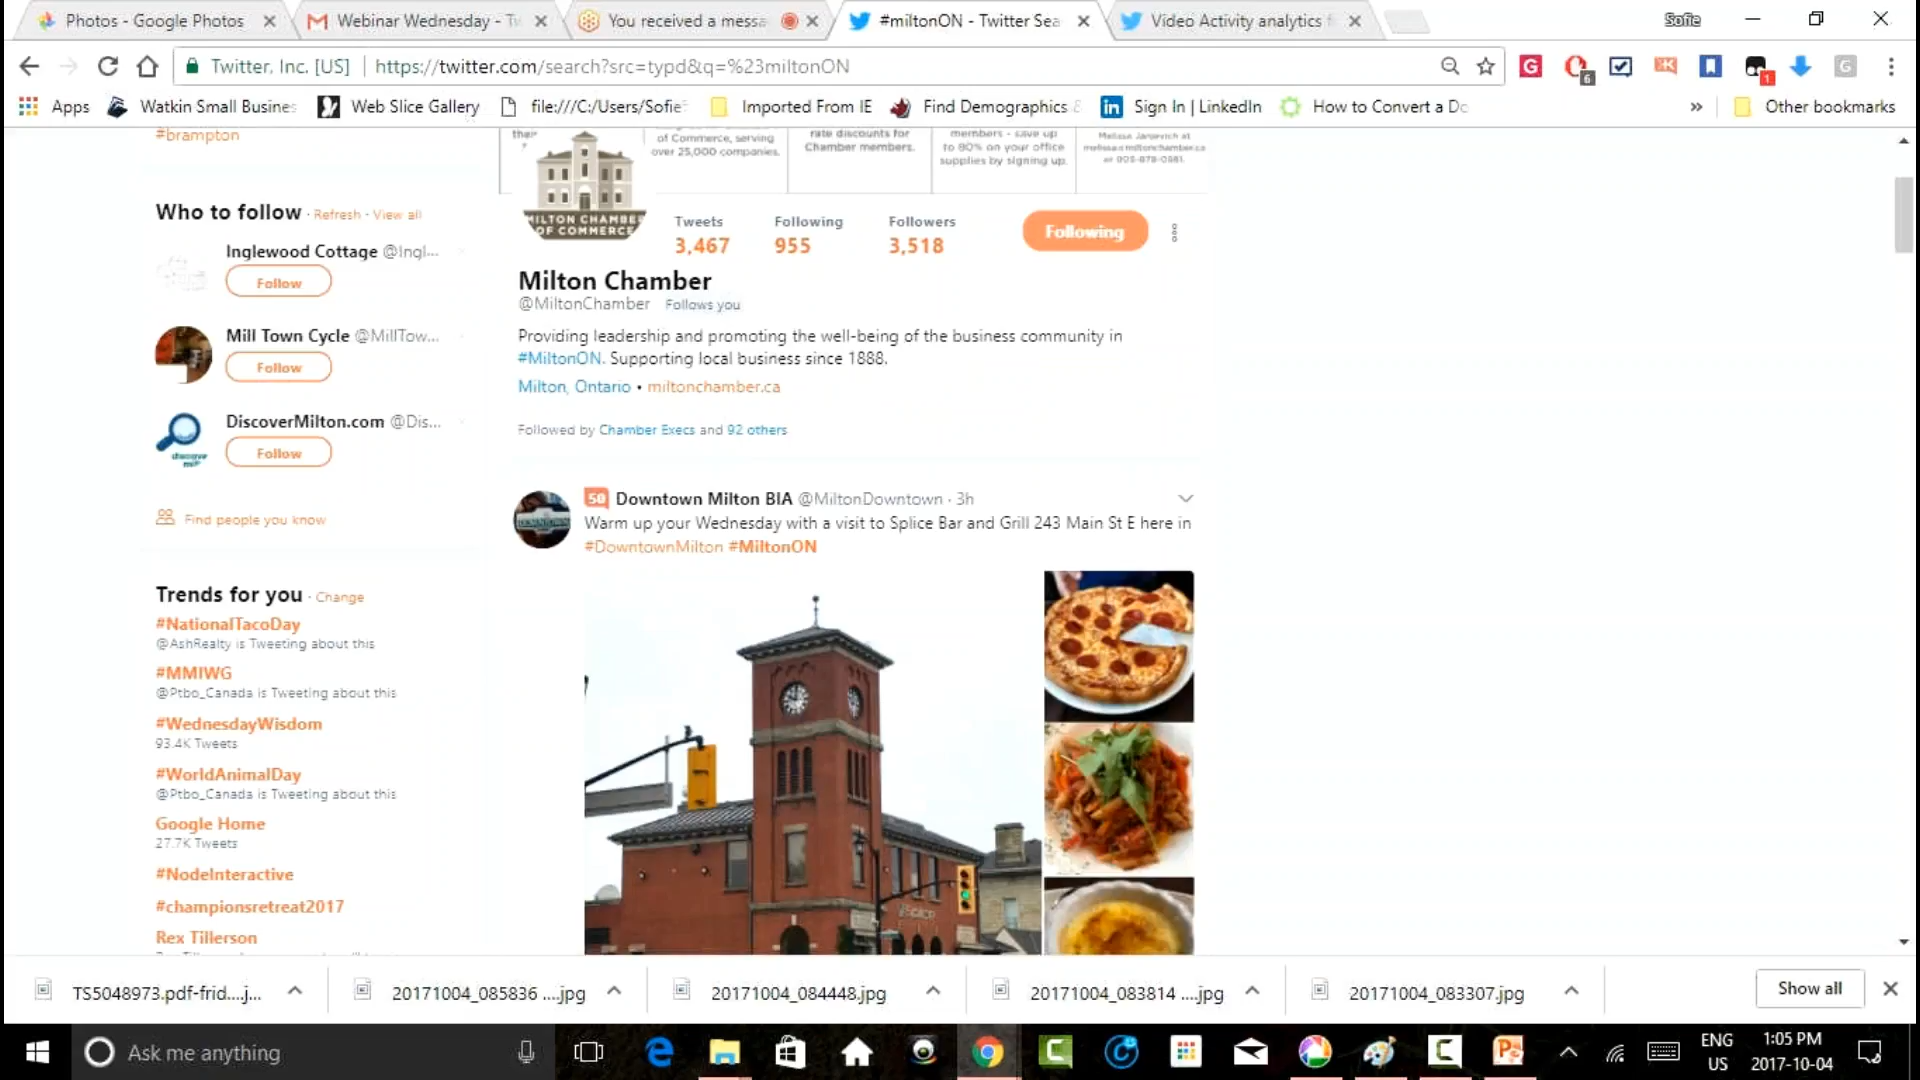 Photos - Google Photos
Webinar Wednesday - Tw
You received a messa
#miltonON - Twitter Sea
Video Activity analytics f
Sofie
Twitter, Inc. [US]
https://twitter.com/search?src=typd&q=%23miltonON
6
1
Apps
Watkin Small Busines
Web Slice Gallery
file:///C:/Users/Sofie
Imported From IE
Find Demographics &
Sign In | LinkedIn
How to Convert a Do
»
Other bookmarks
#brampton
of Commerce, serving
over 25,000 companies.
rate discounts for
Chamber members.
members - save up
to 80% on your office
supplies by signing up.
MILTON CHAMBER
OF COMMERCE
Tweets
3,467
Following
955
Followers
3,518
Following
Milton Chamber
@MiltonChamber Follows you
Providing leadership and promoting the well-being of the business community in
#MiltonON. Supporting local business since 1888.
Milton, Ontario • miltonchamber.ca
Followed by Chamber Execs and 92 others
Who to follow · Refresh · View all
Inglewood Cottage @Ingl...
Follow
Mill Town Cycle @MillTow...
Follow
DiscoverMilton.com @Dis...
Follow
Find people you know
Trends for you · Change
#NationalTacoDay
@AshRealty is Tweeting about this
#MMIWG
@Ptbo_Canada is Tweeting about this
#WednesdayWisdom
93.4K Tweets
#WorldAnimalDay
@Ptbo_Canada is Tweeting about this
Google Home
27.7K Tweets
#NodeInteractive
#championsretreat2017
Rex Tillerson
50 Downtown Milton BIA @MiltonDowntown · 3h
Warm up your Wednesday with a visit to Splice Bar and Grill 243 Main St E here in
#DowntownMilton #MiltonON
TS5048973.pdf-frid....j...
20171004_085836 ....jpg
20171004_084448.jpg
20171004_083814 ....jpg
20171004_083307.jpg
Show all
Ask me anything
ENG
US
1:05 PM
2017-10-04